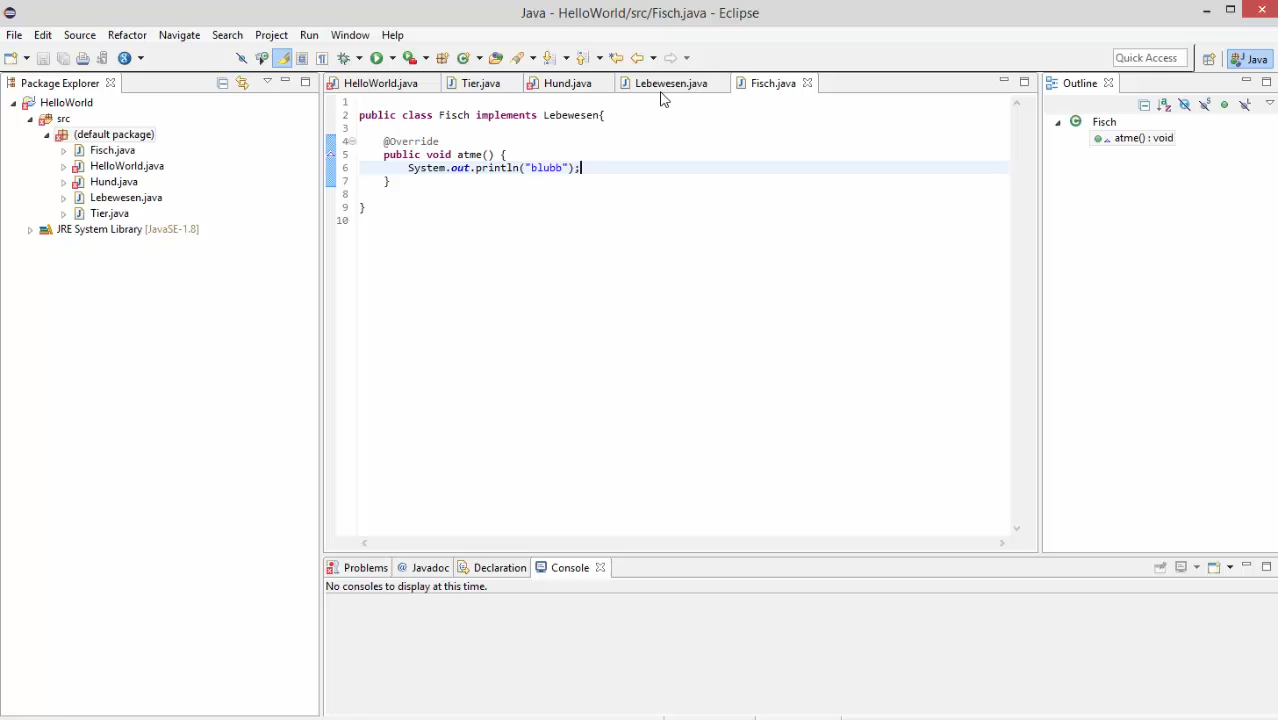 Java - HelloWorld/src/Fisch.java - Eclipse
File Edit Source Refactor Navigate Search Project Run Window Help
Quick Access Java
Package Explorer
HelloWorld
src
(default package)
Fisch.java
HelloWorld.java
Hund.java
Lebewesen.java
Tier.java
JRE System Library [JavaSE-1.8]
HelloWorld.java Tier.java Hund.java Lebewesen.java Fisch.java
1
2 public class Fisch implements Lebewesen{
3
4 @Override
5 public void atme() {
6 System.out.println("blubb");
7 }
8
9 }
10
Outline
Fisch
atme() : void
Problems @ Javadoc Declaration Console
No consoles to display at this time.